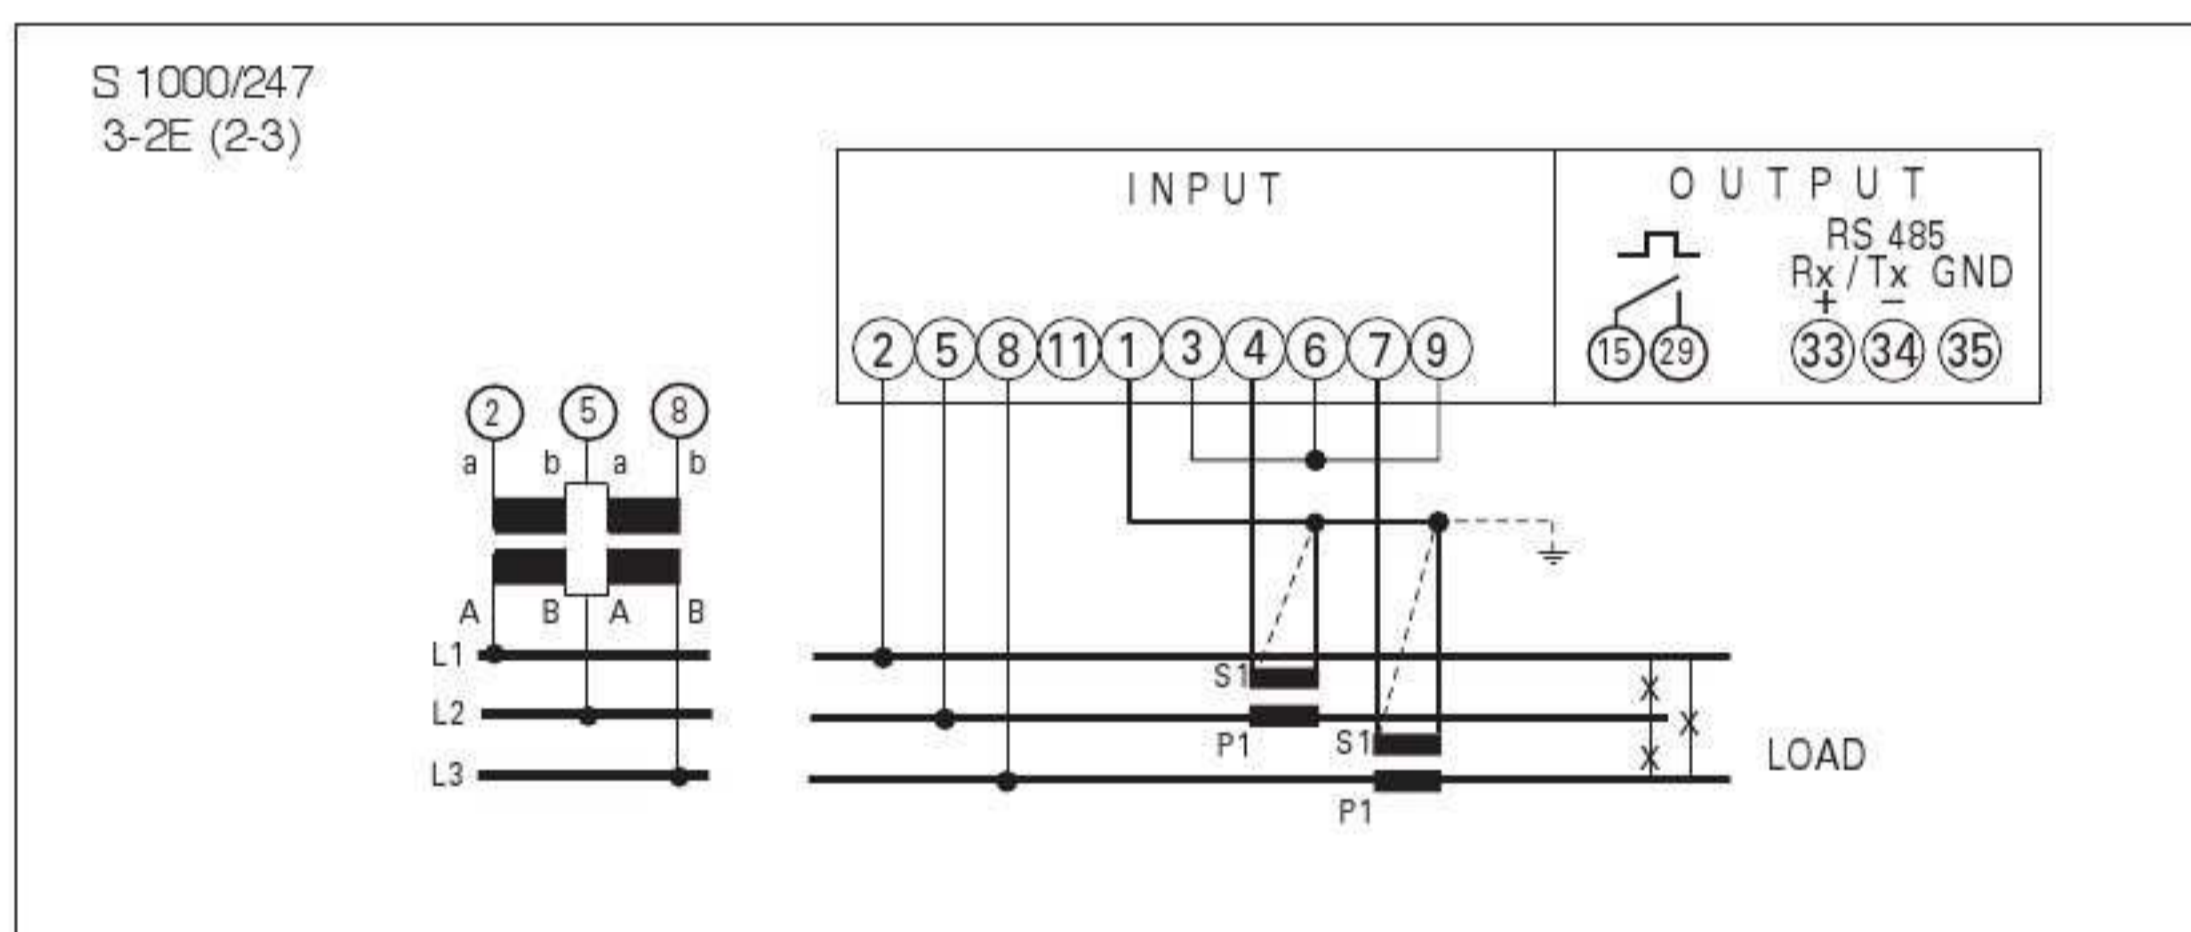 S 1000/247
3-2E (2-3)
INPUT
OUTPUT
RS 485
Rx / Tx GND
+ −
2 5 8 11 1 3 4 6 7 9
15 29 33 34 35
2 5 8
a b a b
A B A B
L1
L2
L3
S1
P1
S1
P1
LOAD